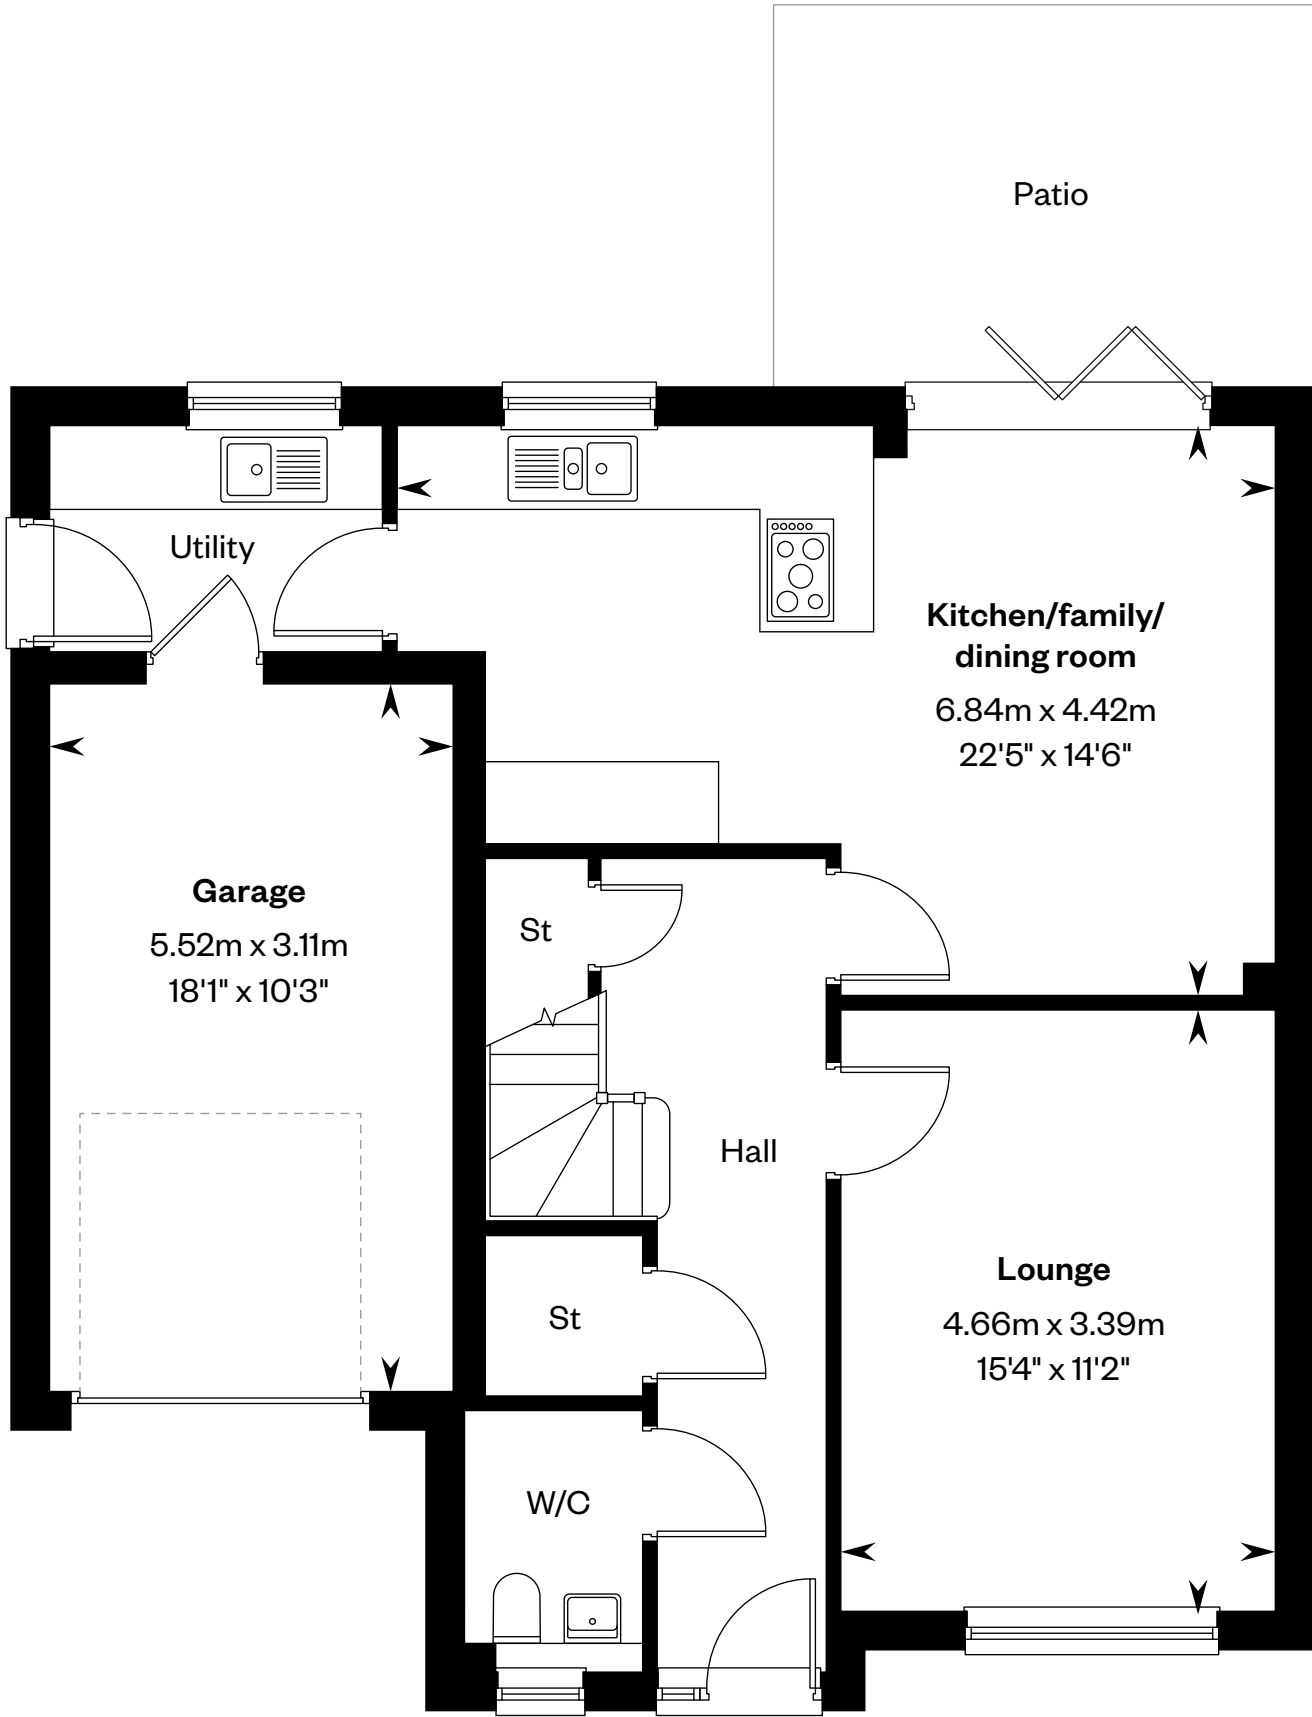 Patio
Utility
Kitchen/family/
dining room
6.84m x 4.42m
22'5" x 14'6"
Garage
5.52m x 3.11m
18'1" x 10'3"
St
Hall
Lounge
4.66m x 3.39m
15'4" x 11'2"
St
W/C